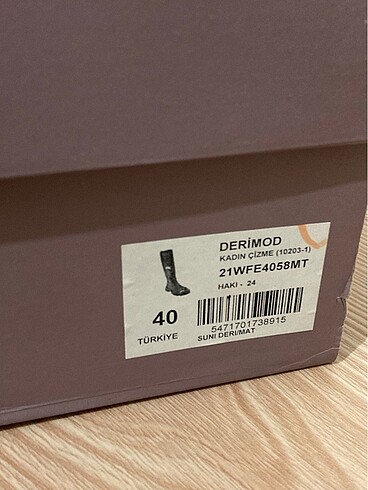 DERİMOD
KADIN ÇİZME (10203-1)
21WFE4058MT
HAKI - 24
40
TÜRKİYE
5471701738915
SUNI DERI/MAT